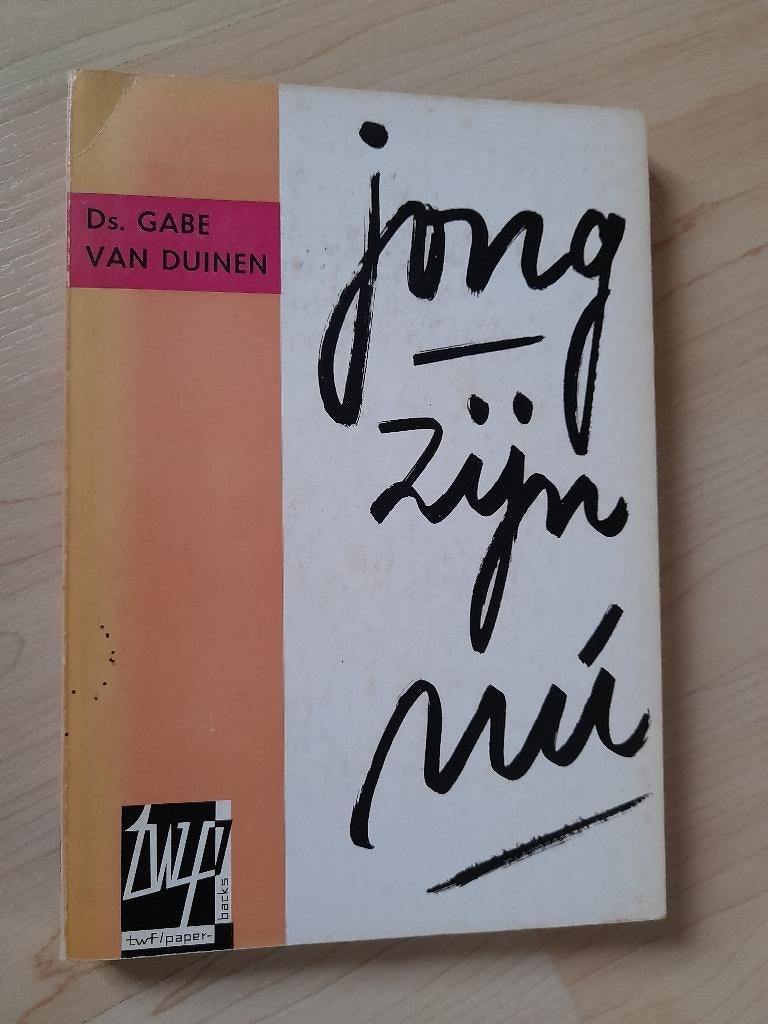 Ds. GABE
VAN DUINEN
jong
-
zijn
nú
twf
backs
twf/paper-